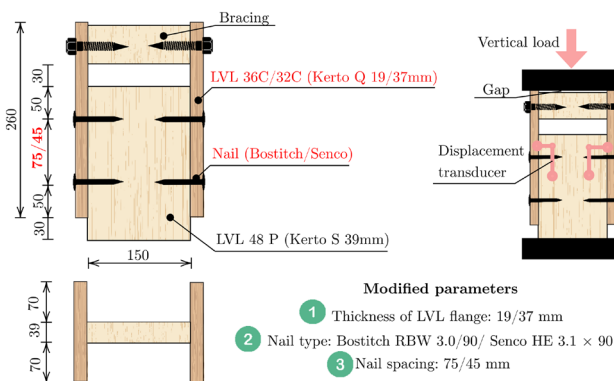 Bracing
30
LVL 36C/32C (Kerto Q 19/37mm)
50
260
75/45
Nail (Bostitch/Senco)
50
30
LVL 48 P (Kerto S 39mm)
150
70
39
70
Vertical load
Gap
Displacement
transducer
Modified parameters
1 Thickness of LVL flange: 19/37 mm
2 Nail type: Bostitch RBW 3.0/90/ Senco HE 3.1 × 90
3 Nail spacing: 75/45 mm